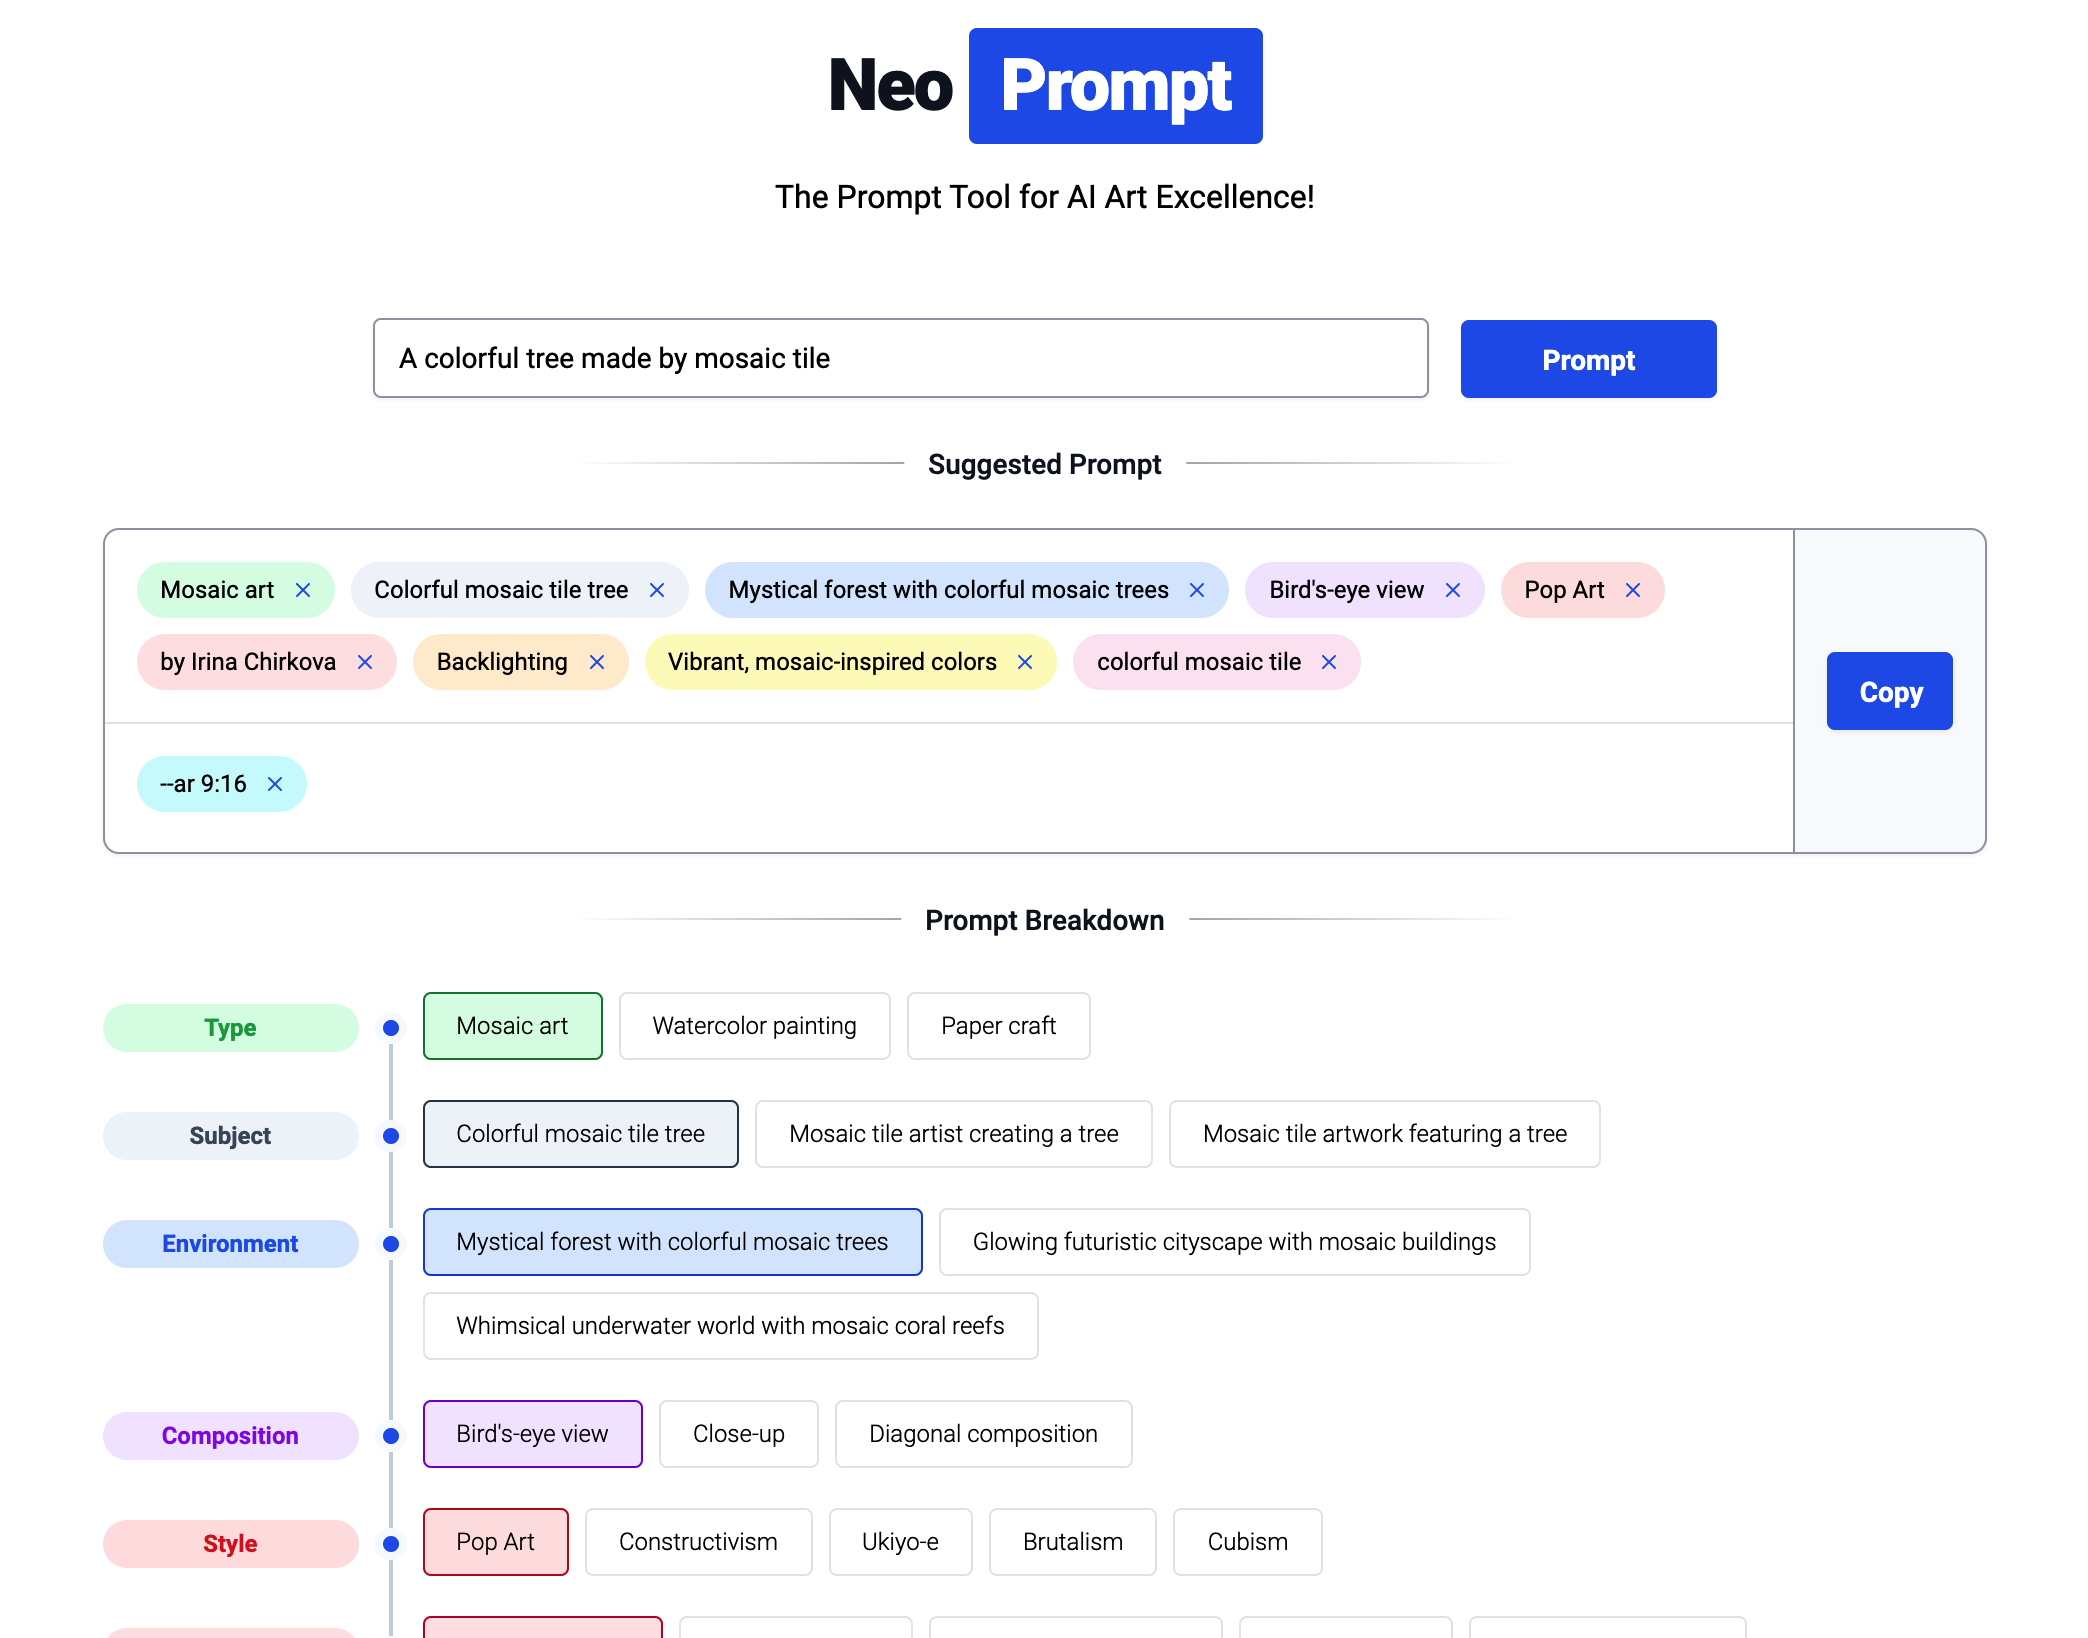 Neo Prompt
The Prompt Tool for AI Art Excellence!
A colorful tree made by mosaic tile
Prompt
Suggested Prompt
Mosaic art × Colorful mosaic tile tree × Mystical forest with colorful mosaic trees × Bird's-eye view × Pop Art ×
by Irina Chirkova × Backlighting × Vibrant, mosaic-inspired colors × colorful mosaic tile ×
Copy
--ar 9:16 ×
Prompt Breakdown
Type Mosaic art Watercolor painting Paper craft
Subject Colorful mosaic tile tree Mosaic tile artist creating a tree Mosaic tile artwork featuring a tree
Environment Mystical forest with colorful mosaic trees Glowing futuristic cityscape with mosaic buildings
Whimsical underwater world with mosaic coral reefs
Composition Bird's-eye view Close-up Diagonal composition
Style Pop Art Constructivism Ukiyo-e Brutalism Cubism